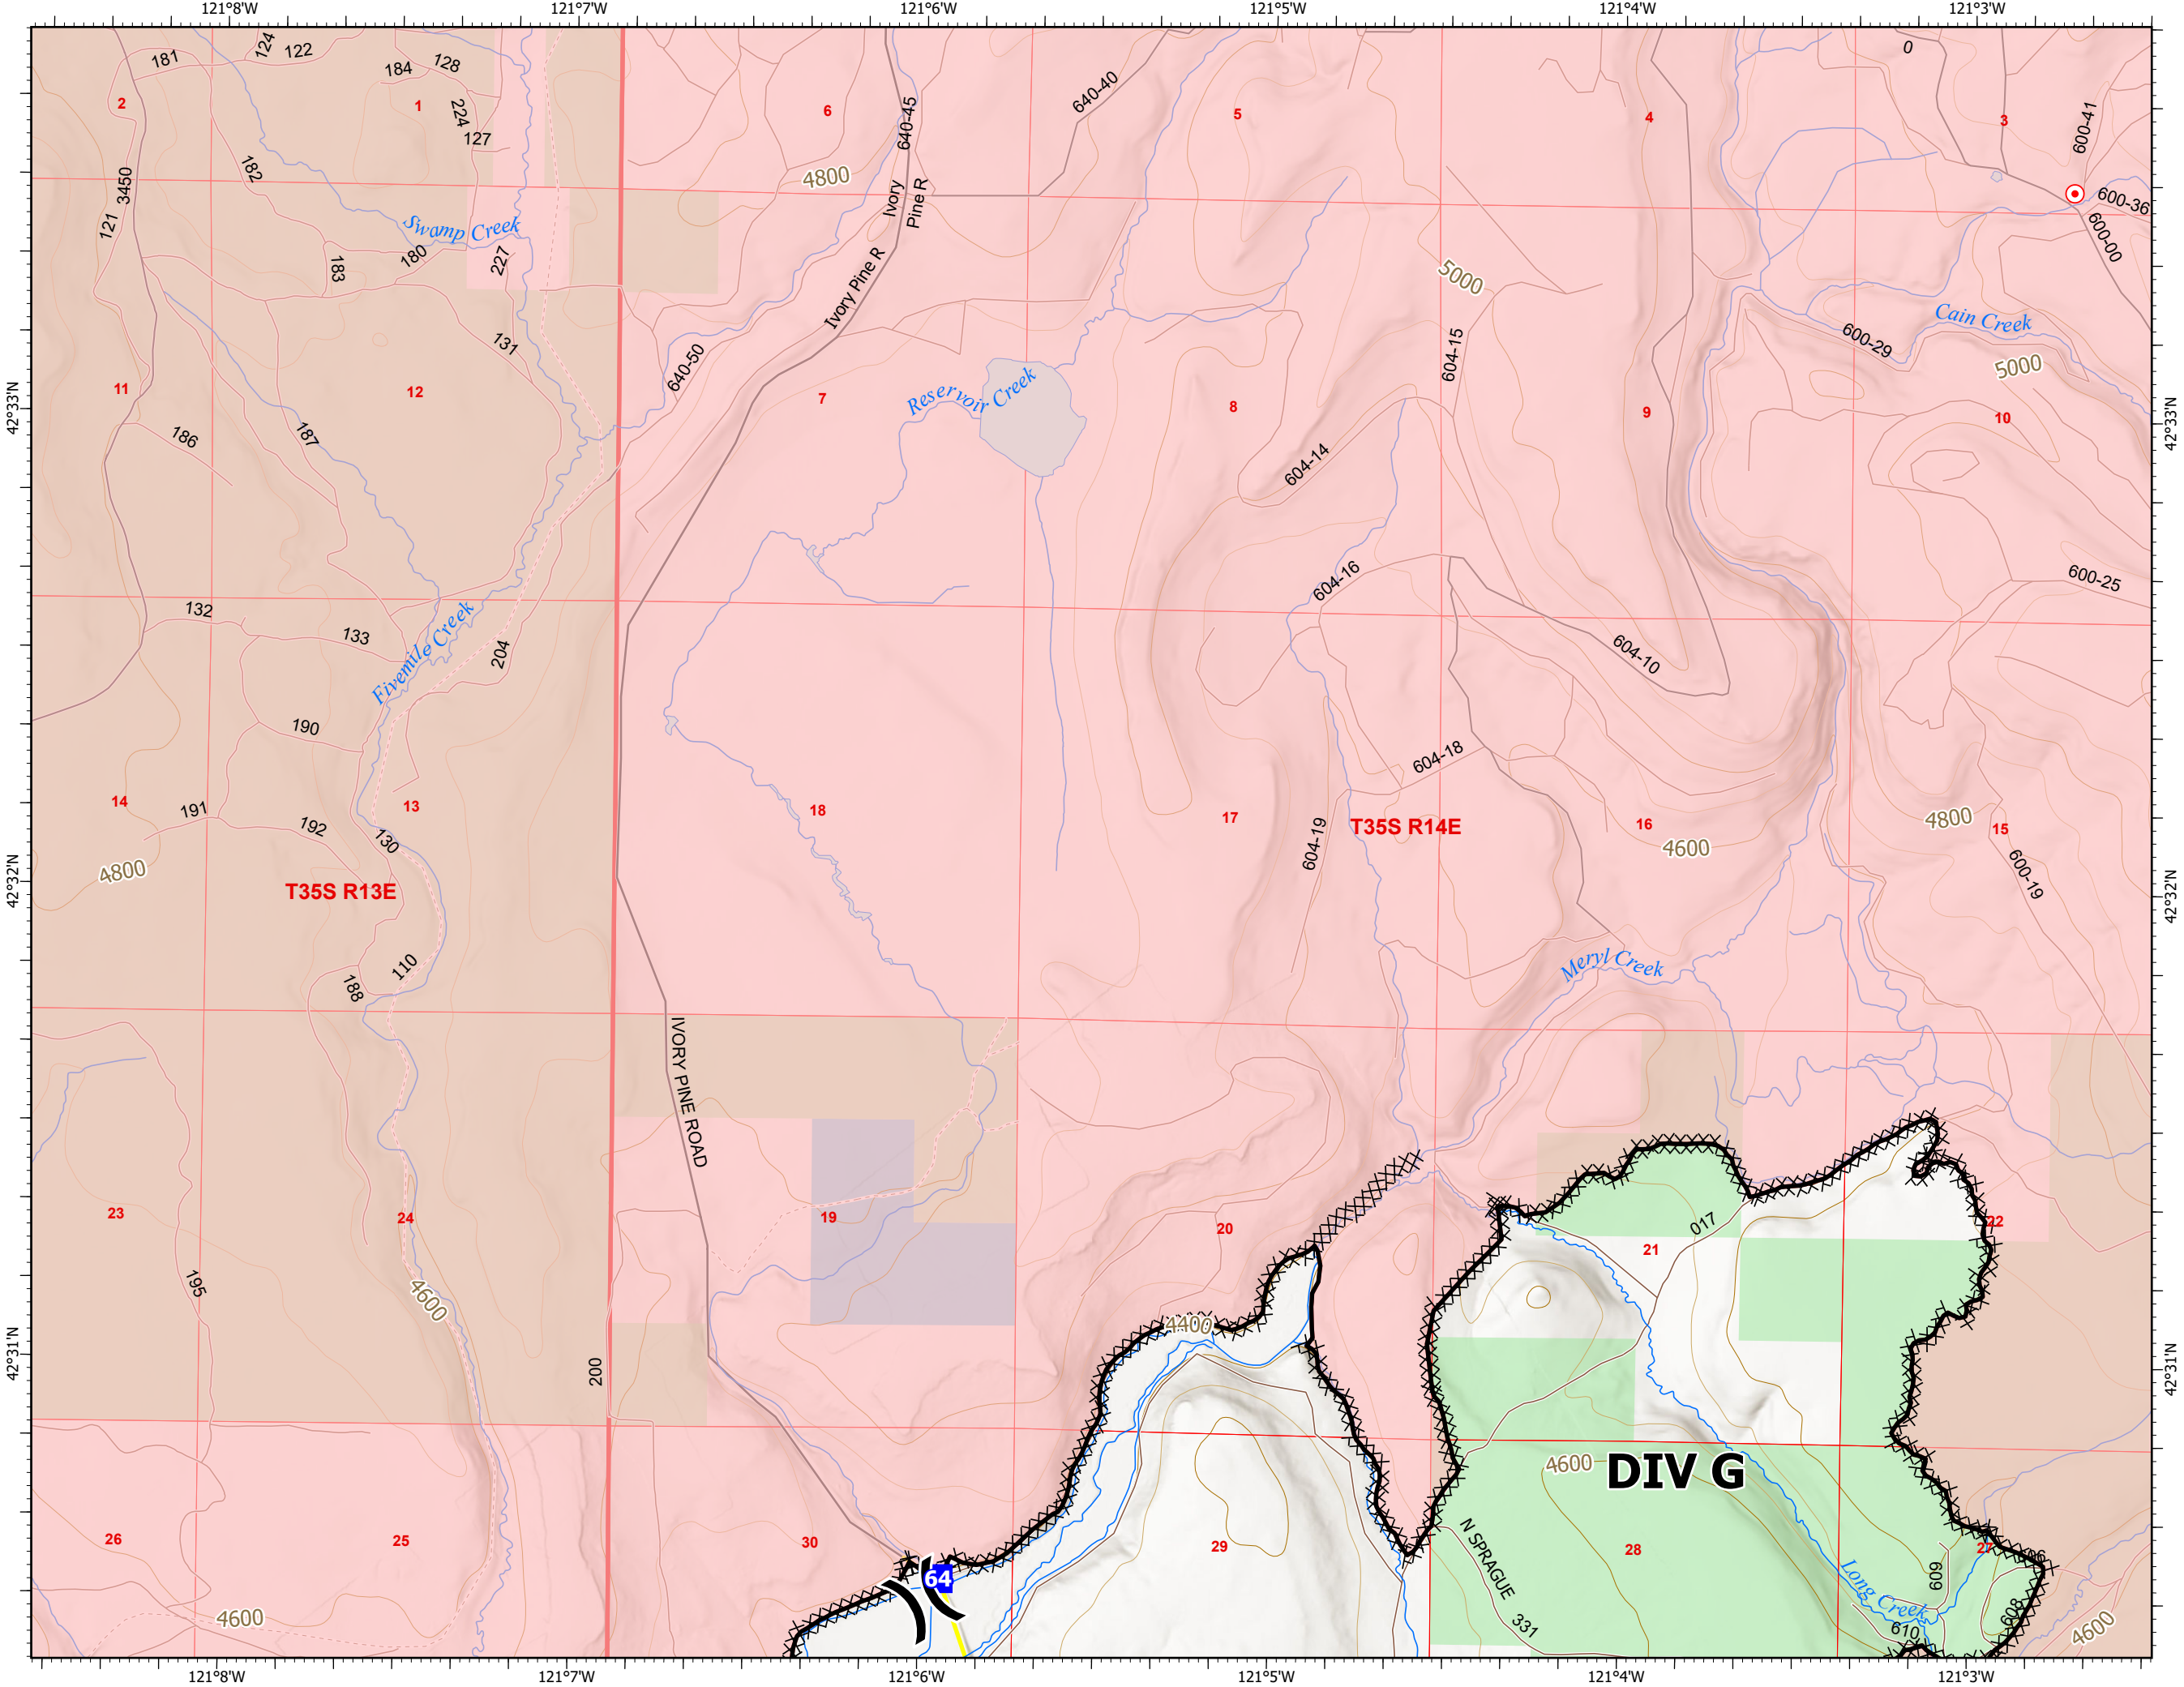 121°8'W 121°7'W 121°6'W 121°5'W 121°4'W 121°3'W
181 124 122 184 128 640-45 640-40 0
2 1 224 6 5 4 3 600-41
127
182 4800
3450 Ivory Pine R 600-36
121 Swamp Creek 600-00
183 180 227 5000
Ivory Pine R Cain Creek
131 640-50 604-15 600-29 5000
42°33'N 11 12 7 Reservoir Creek 8 9 10 42°33'N
186 187 604-14
604-16 600-25
132 133 Fivemile Creek 204 604-10
190 604-18
14 191 192 13 130 18 17 604-19 T35S R14E 16 4600 4800 15
42°32'N 4800 T35S R13E 600-19 42°32'N
110 188 Meryl Creek
IVORY PINE ROAD
23 24 19 20 017 21 22
195 4600 4400
42°31'N 200 42°31'N
4600 DIV G
26 25 30 29 N SPRAGUE 28 27 606
64 Long Creek 609
4600 331 610 608 4600
121°8'W 121°7'W 121°6'W 121°5'W 121°4'W 121°3'W